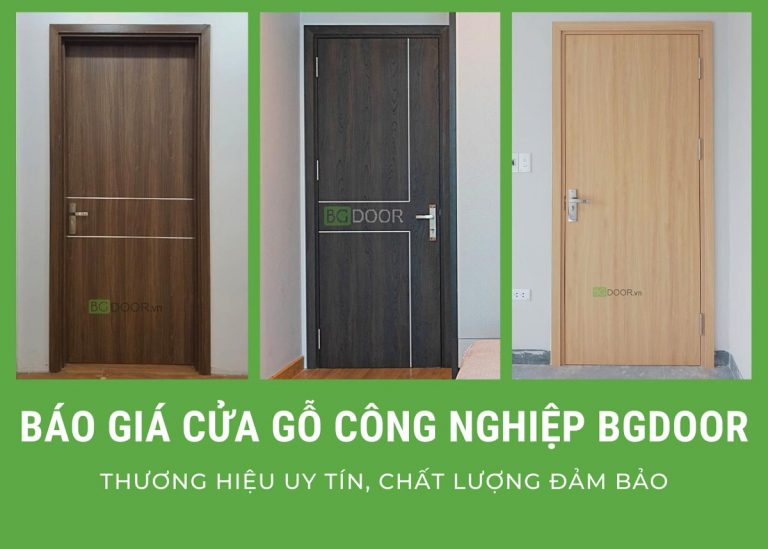 BGDOOR.vn
BGDOOR
BGDOOR.vn
BÁO GIÁ CỬA GỖ CÔNG NGHIỆP BGDOOR
THƯƠNG HIỆU UY TÍN, CHẤT LƯỢNG ĐẢM BẢO